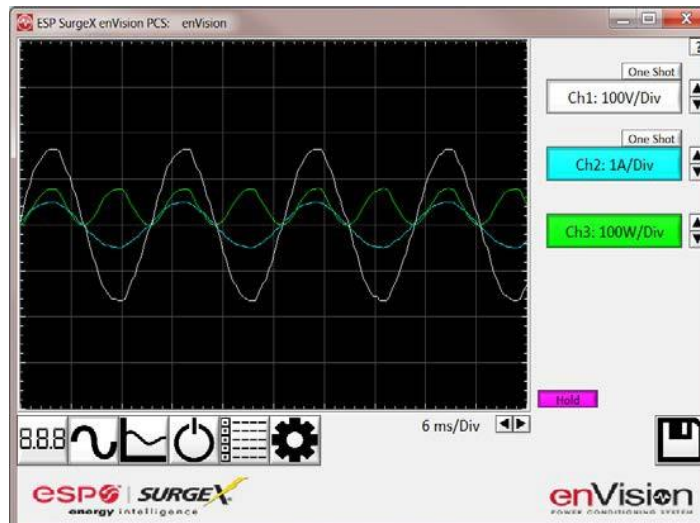 ESP SurgeX enVision PCS: enVision
?
One Shot
Ch1: 100V/Div
One Shot
Ch2: 1A/Div
Ch3: 100W/Div
Hold
6 ms/Div
8.8.8
ESP SURGEX
energy intelligence
enVision
POWER CONDITIONING SYSTEM